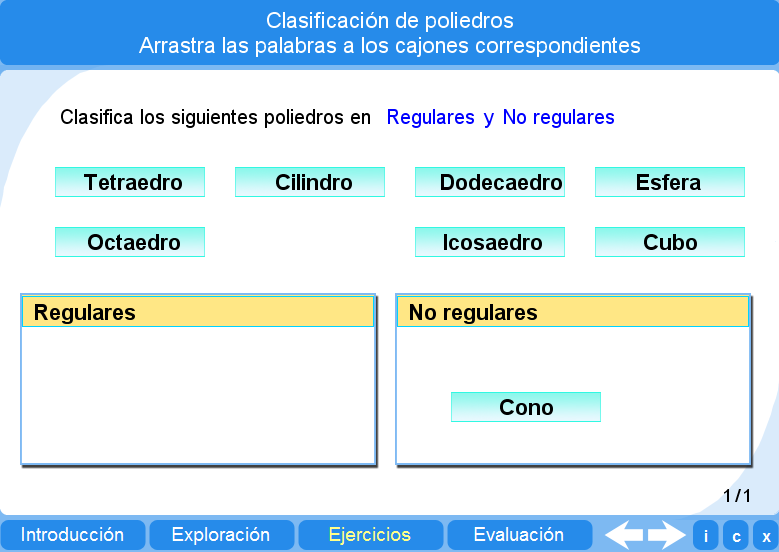 Clasificación de poliedros
Arrastra las palabras a los cajones correspondientes
Clasifica los siguientes poliedros en Regulares y No regulares
Tetraedro Cilindro Dodecaedro Esfera
Octaedro Icosaedro Cubo
Regulares No regulares
Cono
1/1
Introducción Exploración Ejercicios Evaluación i c x